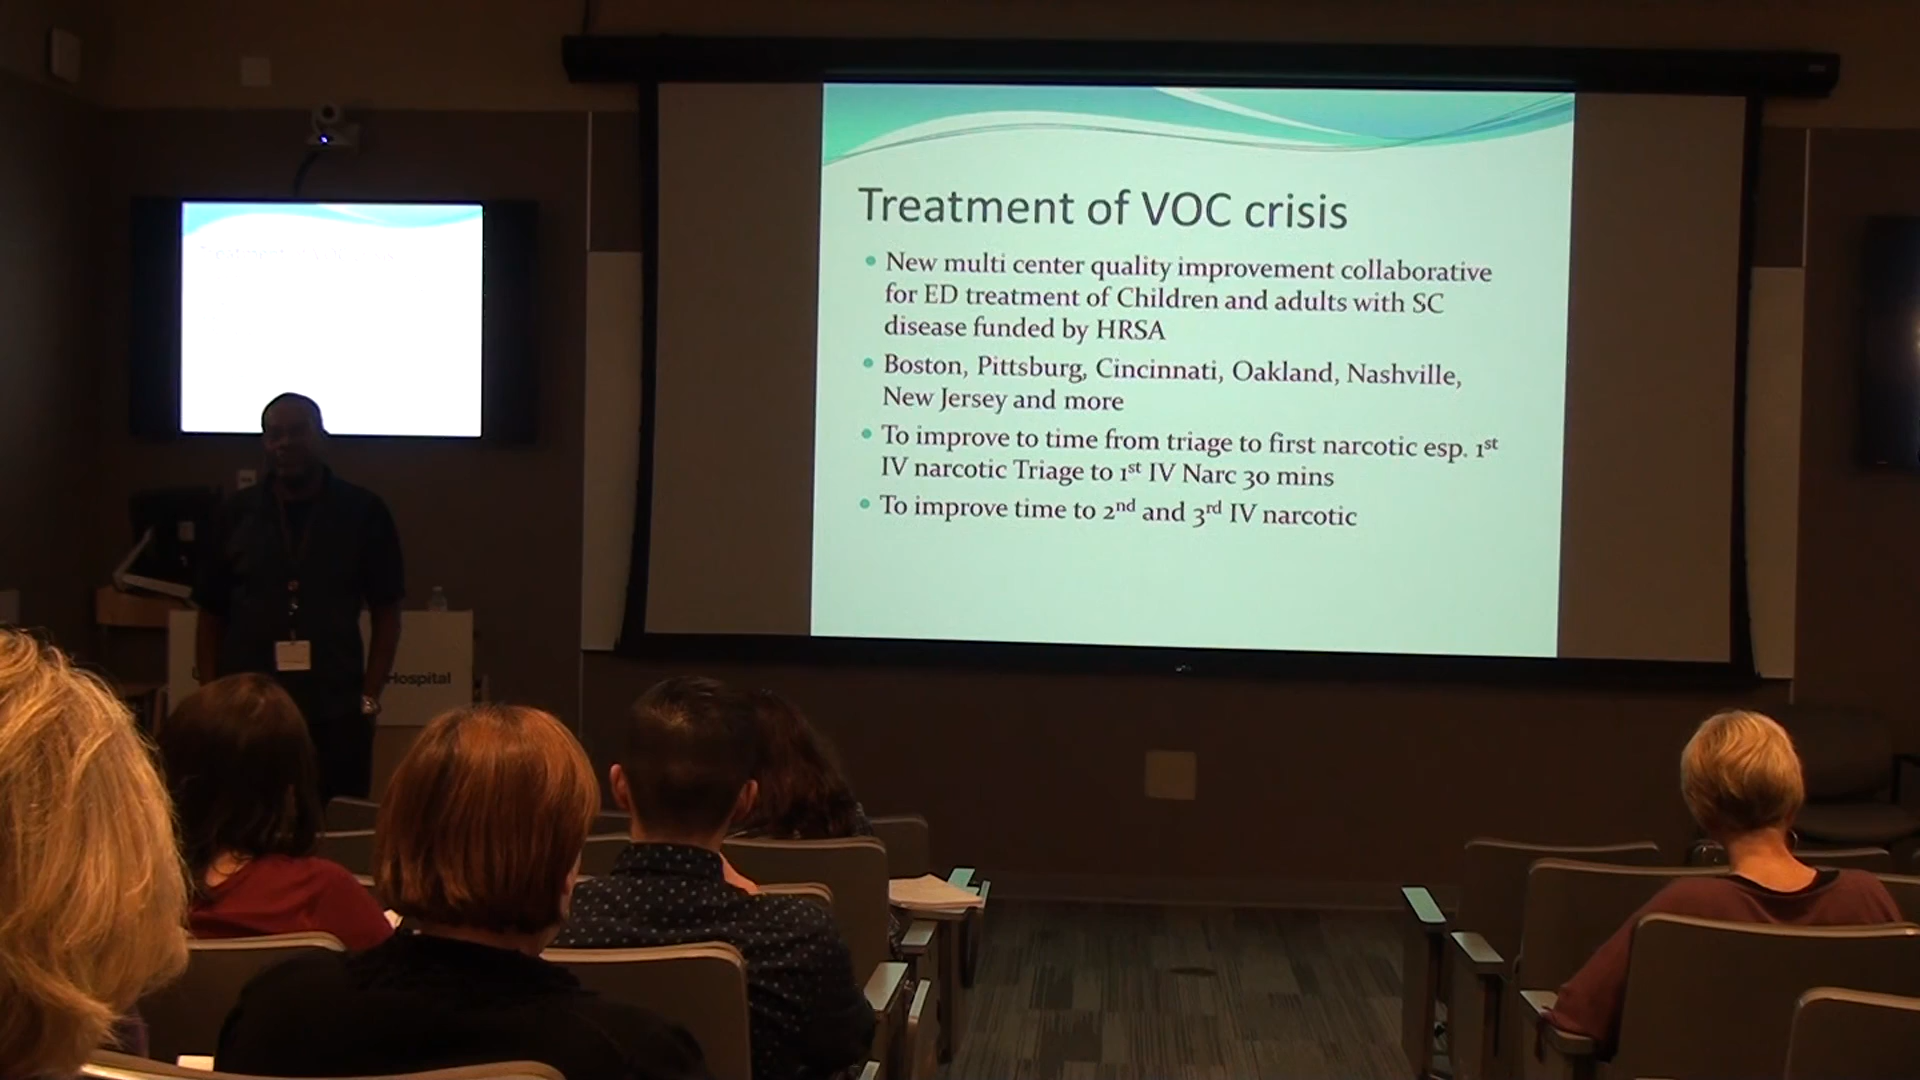 Treatment of VOC crisis
New multi center quality improvement collaborative
for ED treatment of Children and adults with SC
disease funded by HRSA
Boston, Pittsburg, Cincinnati, Oakland, Nashville,
New Jersey and more
To improve to time from triage to first narcotic esp. 1st
IV narcotic Triage to 1st IV Narc 30 mins
To improve time to 2nd and 3rd IV narcotic
Hospital